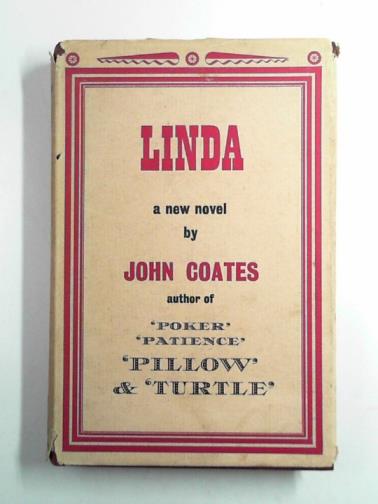 LINDA
a new novel
by
JOHN COATES
author of
'POKER'
'PATIENCE'
'PILLOW'
& 'TURTLE'